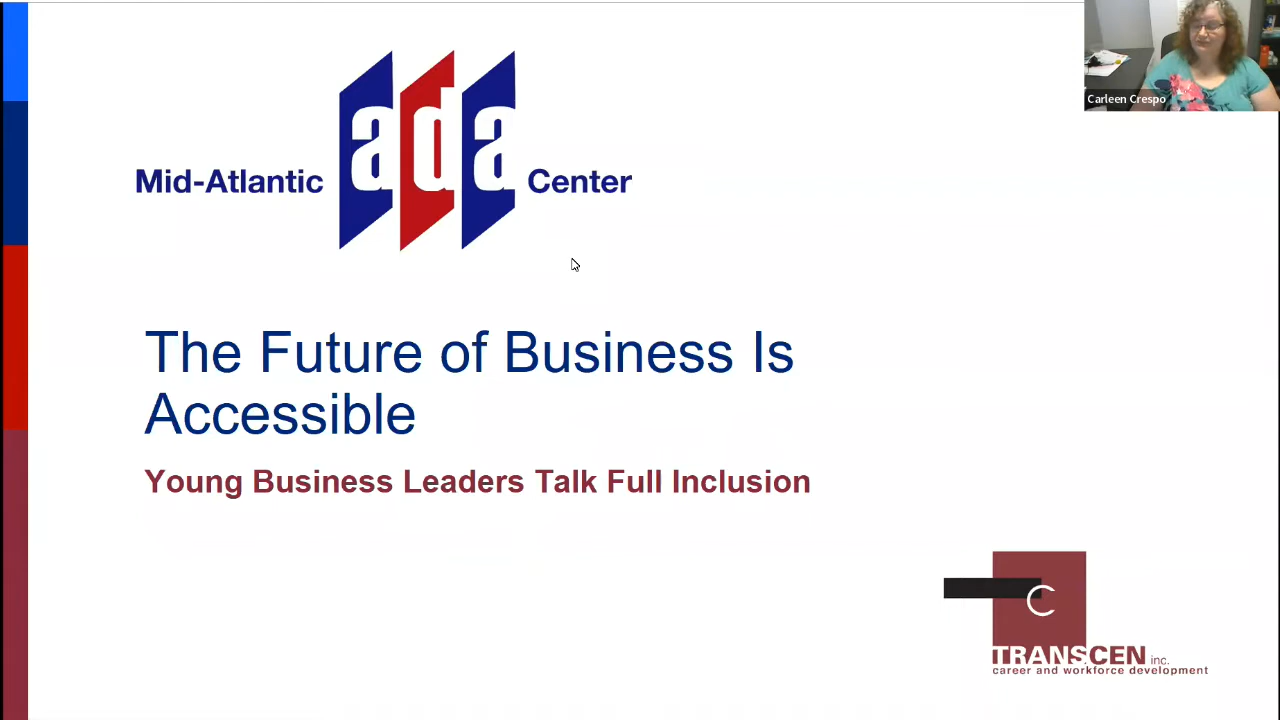 Carleen Crespo
Mid-Atlantic ada Center
The Future of Business Is
Accessible
Young Business Leaders Talk Full Inclusion
C
TRANSCEN inc.
career and workforce development